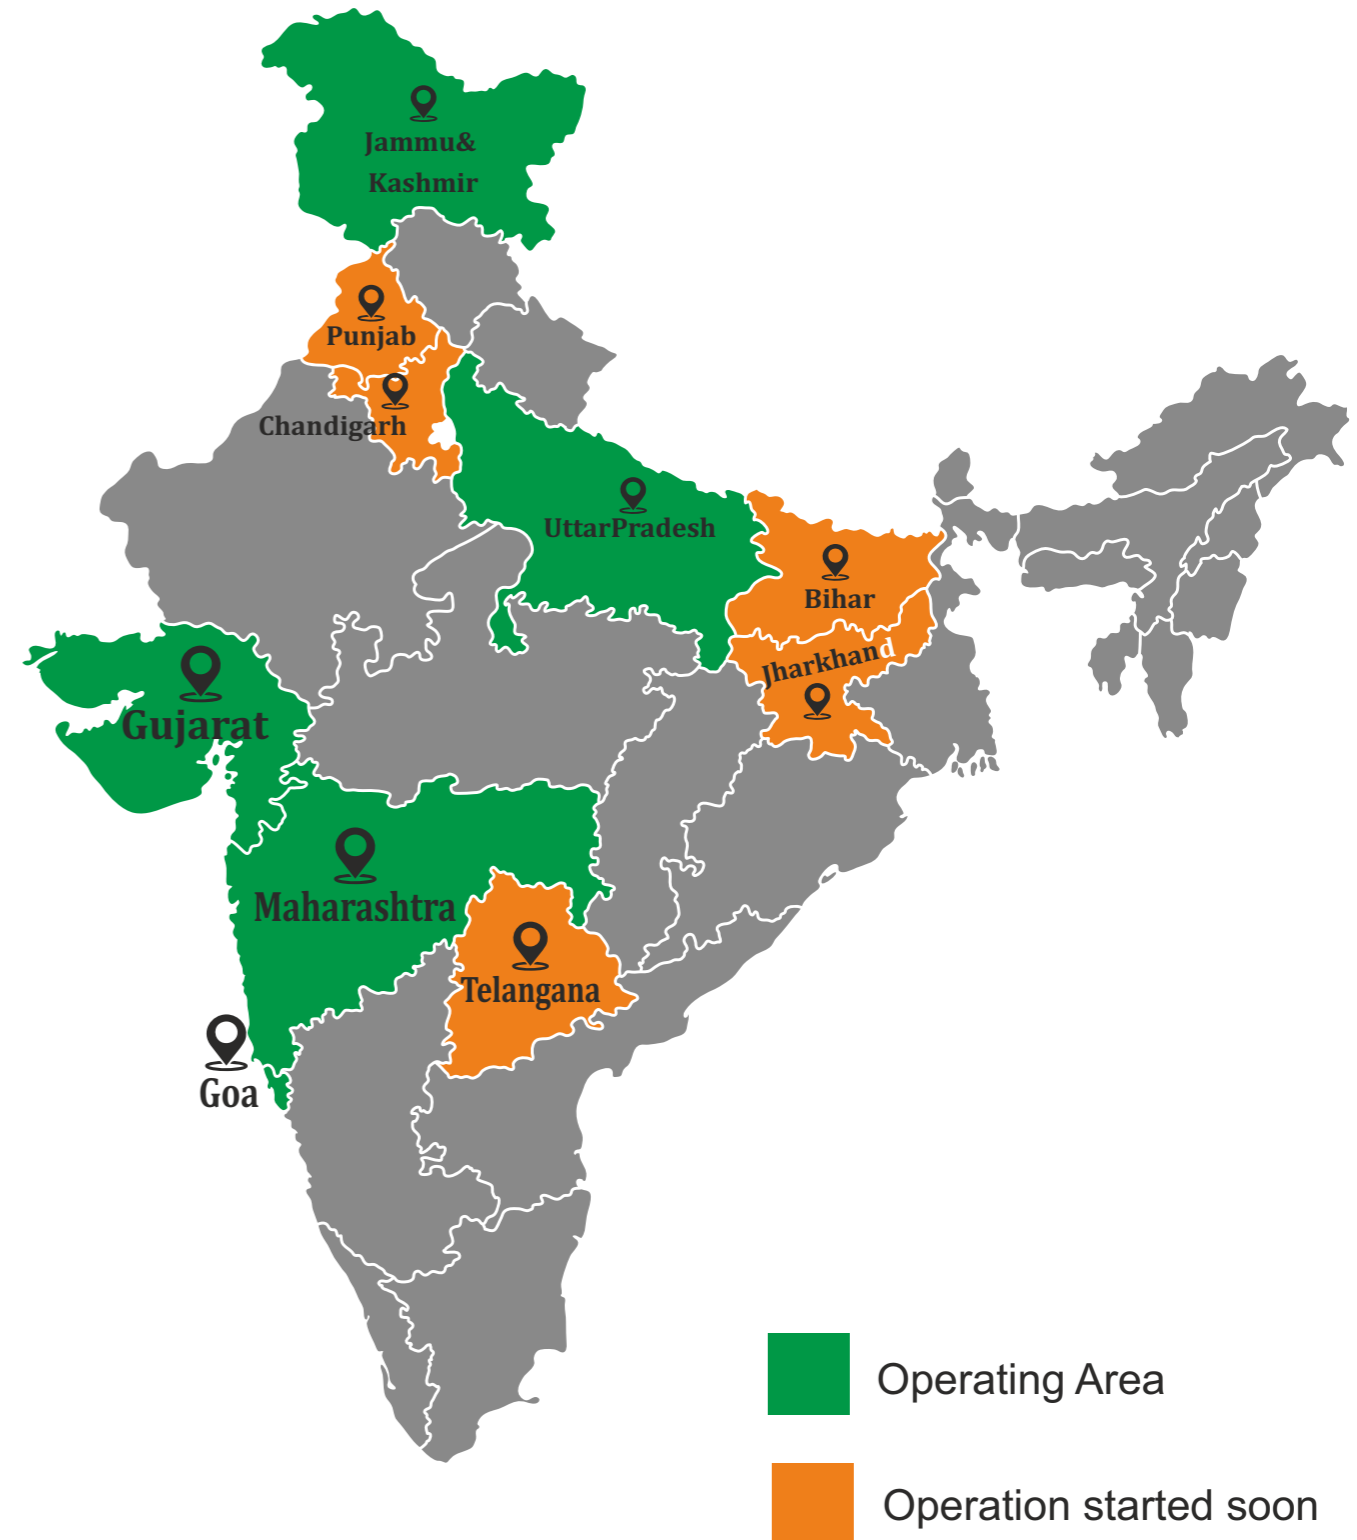 Jammu&
Kashmir
Punjab
Chandigarh
UttarPradesh
Bihar
Jharkhand
Gujarat
Maharashtra
Telangana
Goa
Operating Area
Operation started soon